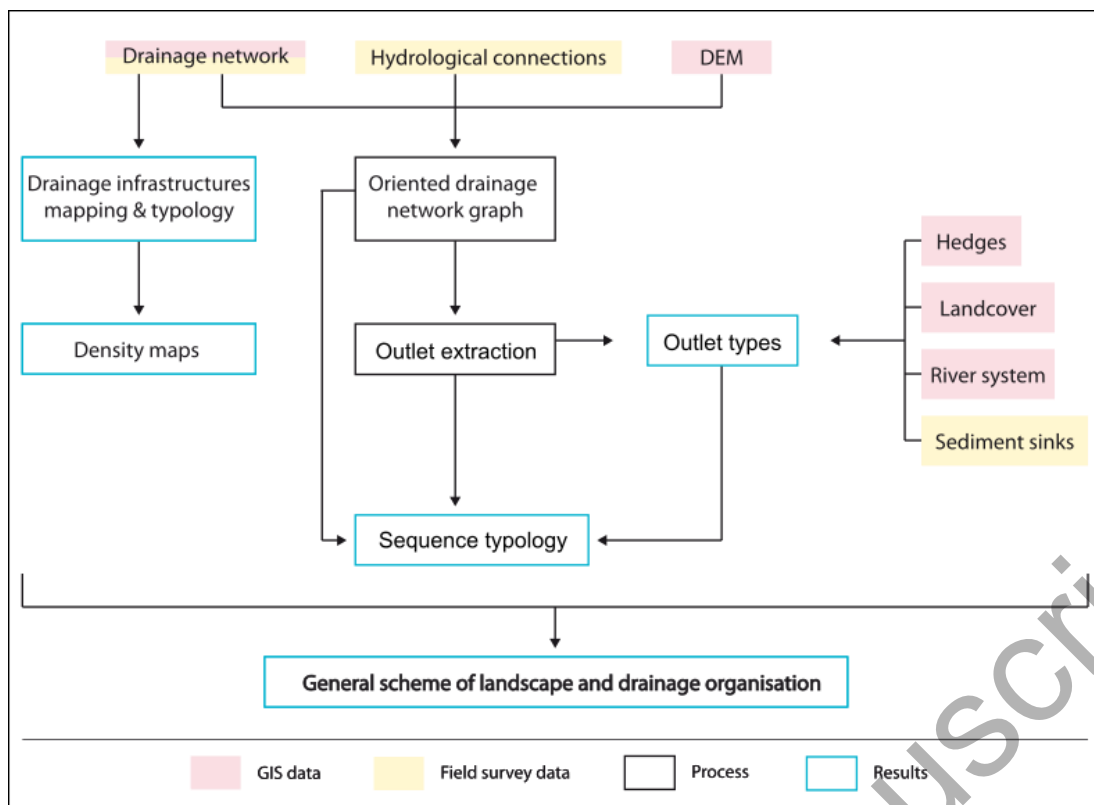 Drainage network
Hydrological connections
DEM
Drainage infrastructures
mapping & typology
Oriented drainage
network graph
Hedges
Landcover
Density maps
Outlet extraction
Outlet types
River system
Sediment sinks
Sequence typology
General scheme of landscape and drainage organisation
GIS data
Field survey data
Process
Results
uscri